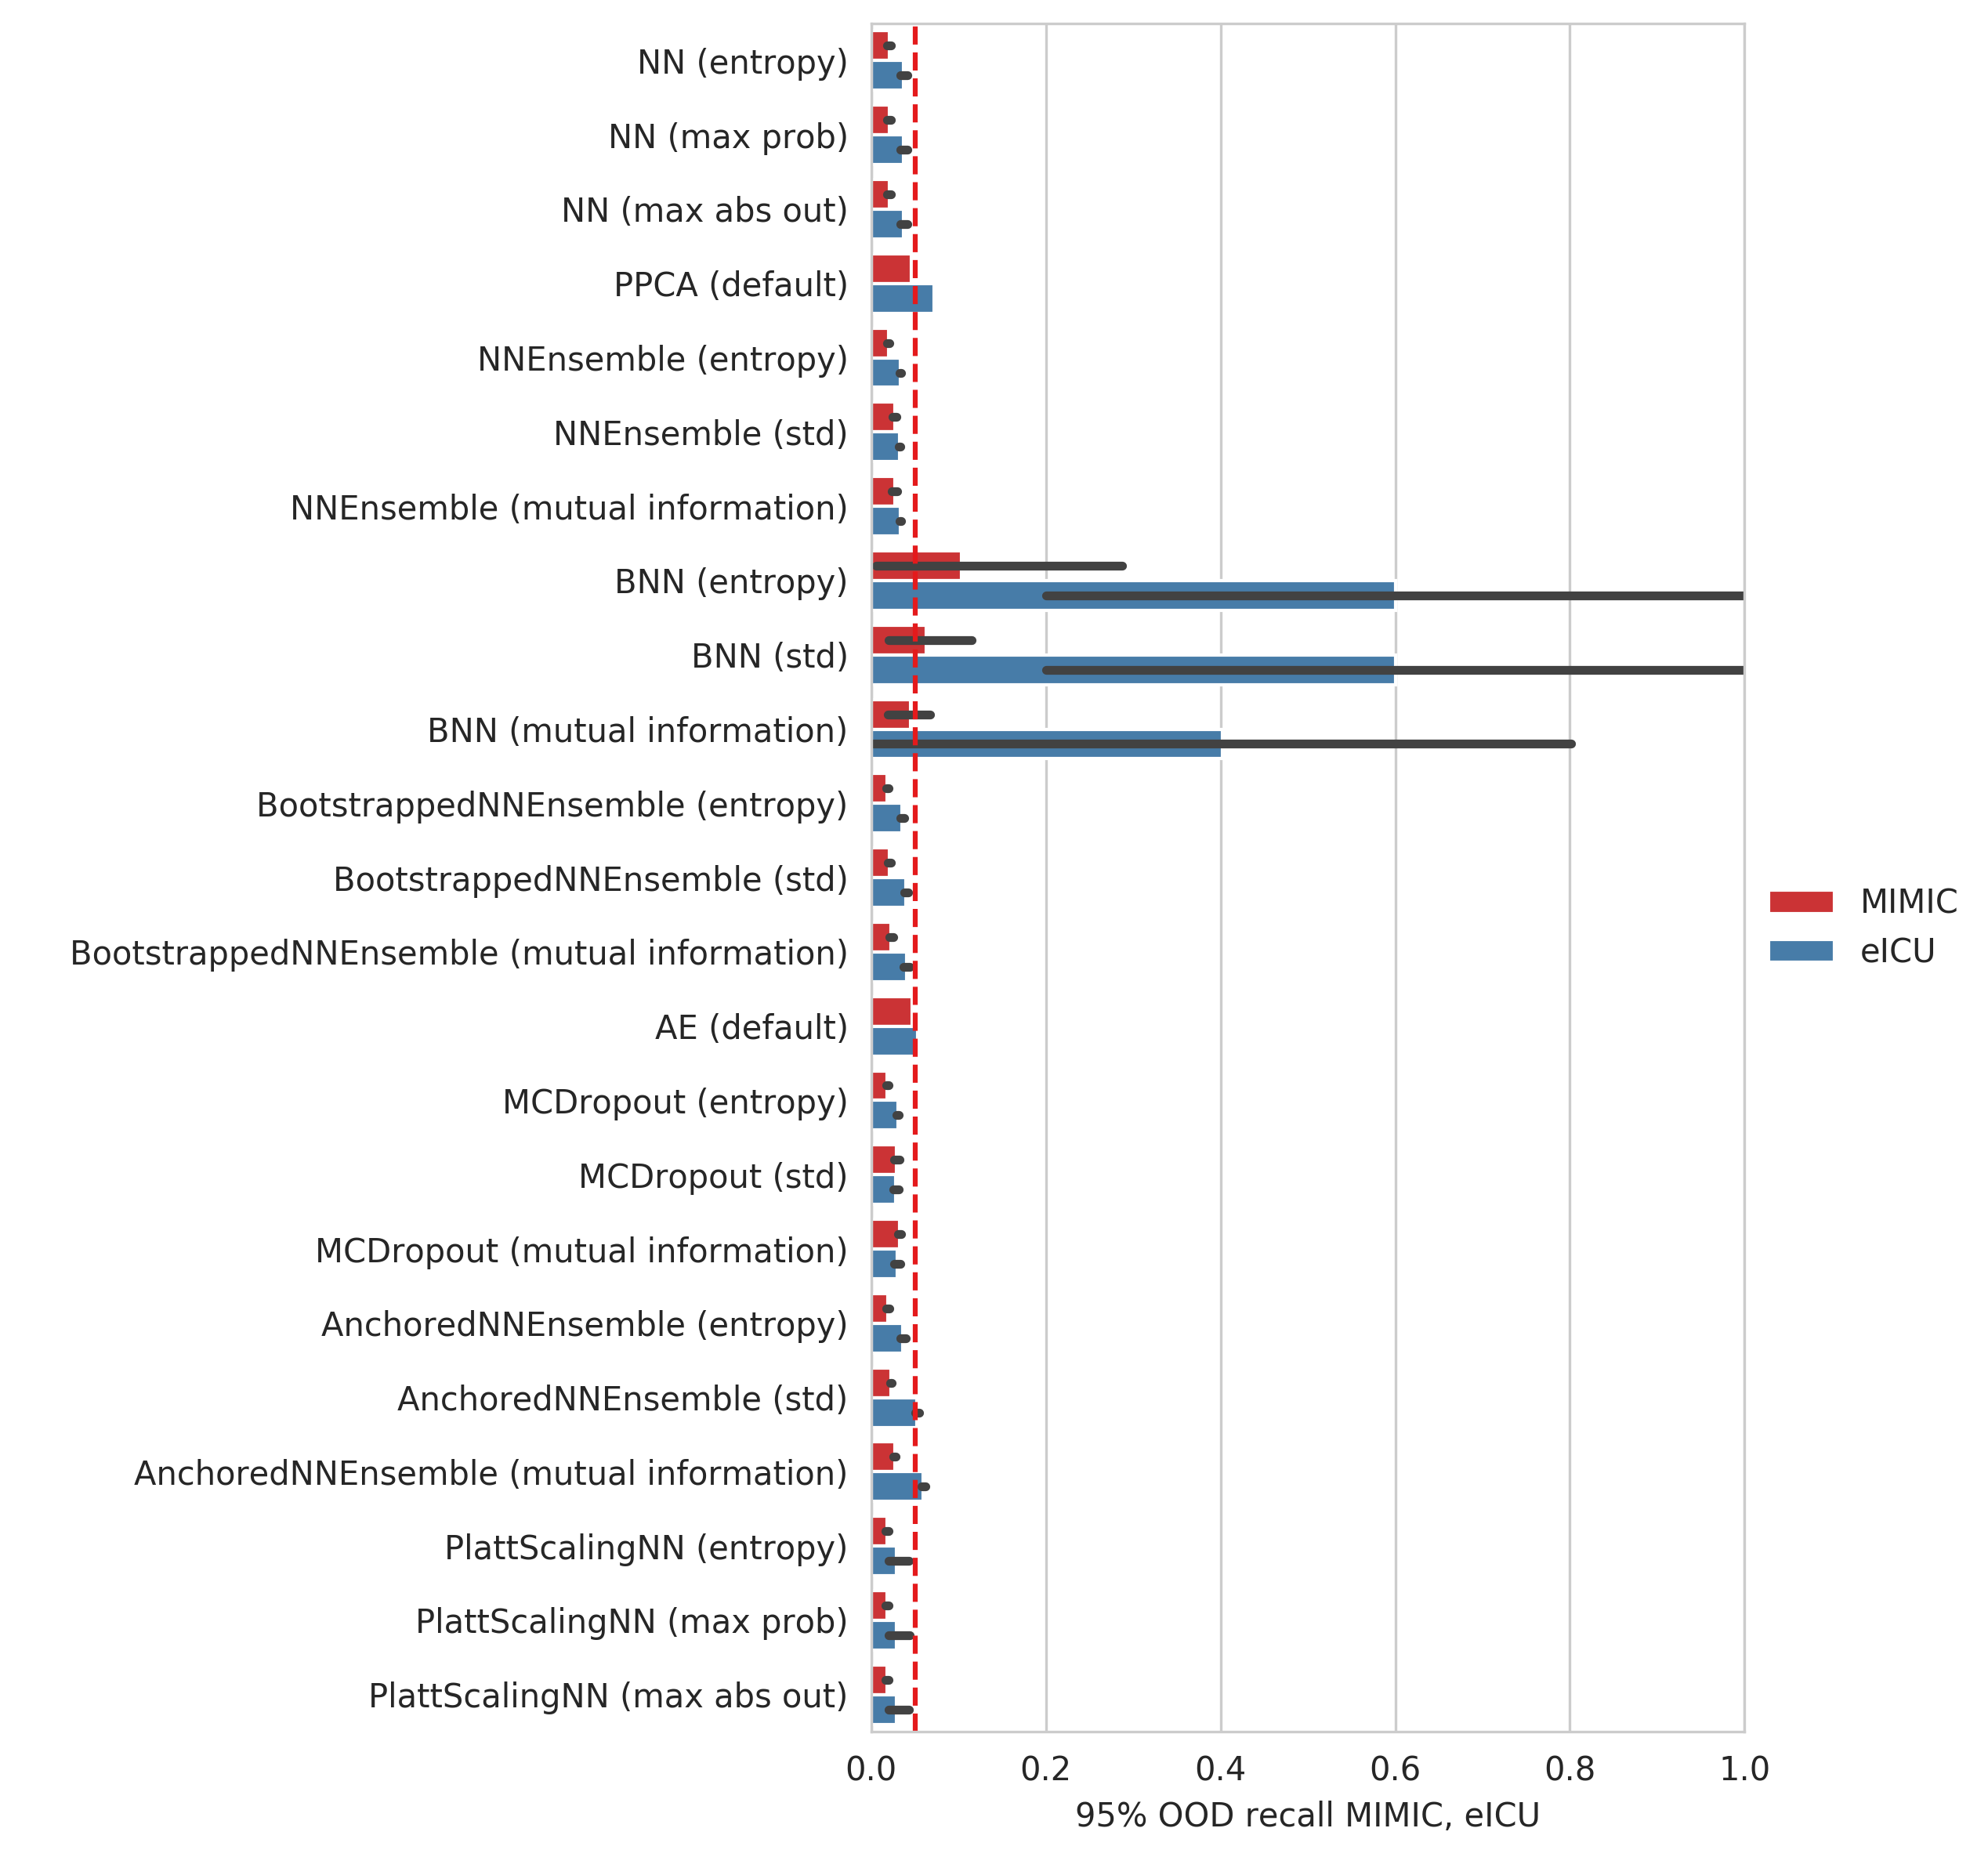 NN (entropy)
NN (max prob)
NN (max abs out)
PPCA (default)
NNEnsemble (entropy)
NNEnsemble (std)
NNEnsemble (mutual information)
BNN (entropy)
BNN (std)
BNN (mutual information)
BootstrappedNNEnsemble (entropy)
BootstrappedNNEnsemble (std)
BootstrappedNNEnsemble (mutual information)
AE (default)
MCDropout (entropy)
MCDropout (std)
MCDropout (mutual information)
AnchoredNNEnsemble (entropy)
AnchoredNNEnsemble (std)
AnchoredNNEnsemble (mutual information)
PlattScalingNN (entropy)
PlattScalingNN (max prob)
PlattScalingNN (max abs out)
0.0 0.2 0.4 0.6 0.8 1.0
95% OOD recall MIMIC, eICU
MIMIC
eICU